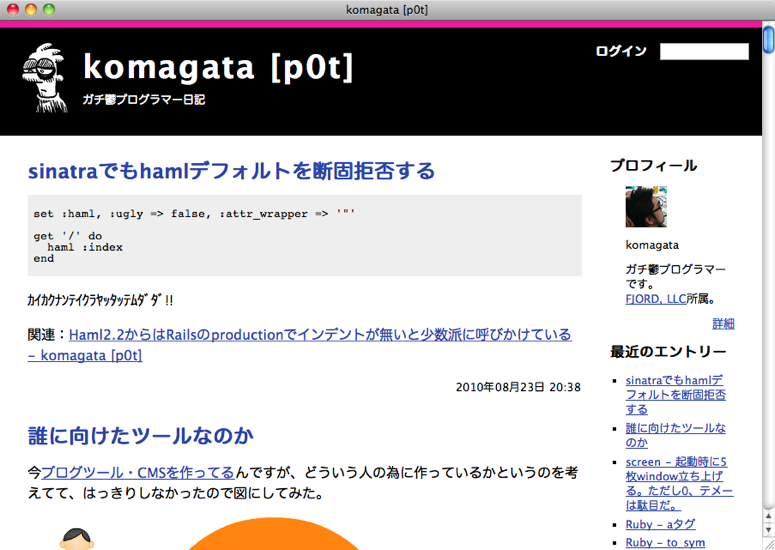 komagata [p0t]
ログイン
komagata [p0t]
ガチ鬱プログラマー日記
sinatraでもhamlデフォルトを断固拒否する
set :haml, :ugly => false, :attr_wrapper => '"'
get '/' do
haml :index
end
ｶｲｶｸﾅﾝﾃｲｸﾗﾔｯﾀｯﾃﾑﾀﾞﾀﾞ!!
関連：Haml2.2からはRailsのproductionでインデントが無いと少数派に呼びかけている
– komagata [p0t]
2010年08月23日 20:38
誰に向けたツールなのか
今ブログツール・CMSを作ってるんですが、どういう人の為に作っているかというのを考
えてて、はっきりしなかったので図にしてみた。
プロフィール
komagata
ガチ鬱プログラマー
です。
FJORD, LLC所属。
詳細
最近のエントリー
sinatraでもhamlデ
フォルトを断固拒否
する
誰に向けたツールな
のか
screen – 起動時に5
枚window立ち上げ
る。ただし0、テメー
は駄目だ。
Ruby – aタグ
Ruby – to_sym